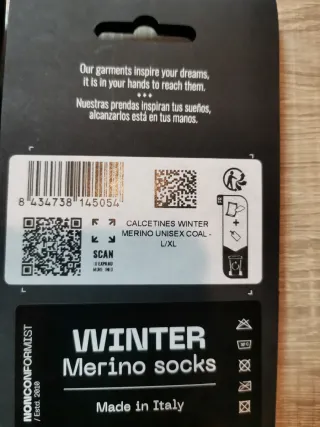 Our garments inspire your dreams,
it is in your hands to reach them.
Nuestras prendas inspiran tus sueños,
alcanzarlos está en tus manos.
8 434738 145054
CALCETINES WINTER
MERINO UNISEX COAL -
L/XL
SCAN
NONCONFORMIST
/ Estd. 2010
WINTER
Merino socks
Made in Italy